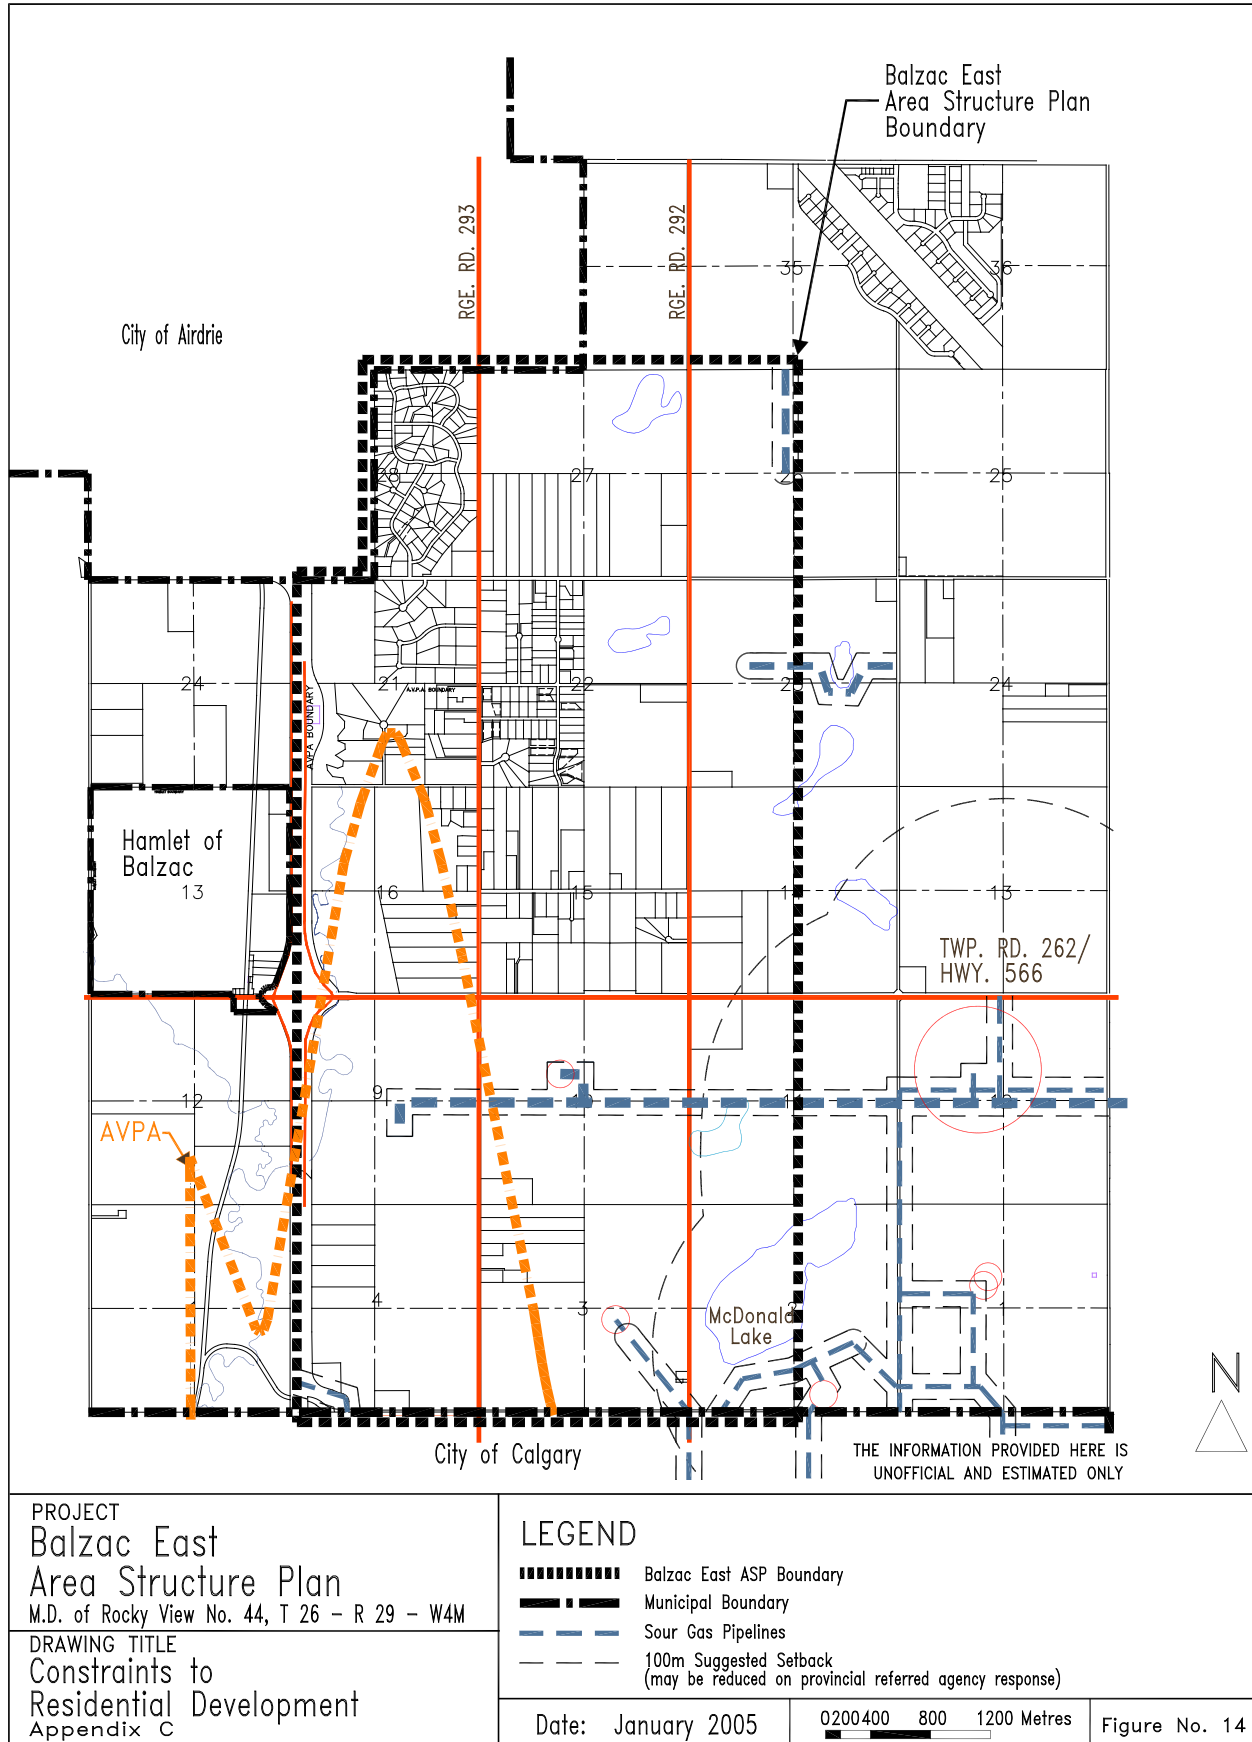 Balzac East
Area Structure Plan
Boundary
RGE. RD. 293
RGE. RD. 292
35
36
City of Airdrie
28
27
26
25
24
21
A.V.P.A. BOUNDARY
22
23
24
AVPA BOUNDARY
Hamlet of
Balzac
13
16
15
14
13
TWP. RD. 262/
HWY. 566
12
9
10
11
12
AVPA
1
4
3
2
1
McDonald
Lake
N
City of Calgary
THE INFORMATION PROVIDED HERE IS
UNOFFICIAL AND ESTIMATED ONLY
PROJECT
Balzac East
Area Structure Plan
M.D. of Rocky View No. 44, T 26 - R 29 - W4M
DRAWING TITLE
Constraints to
Residential Development
Appendix C
LEGEND
Balzac East ASP Boundary
Municipal Boundary
Sour Gas Pipelines
100m Suggested Setback
(may be reduced on provincial referred agency response)
Date: January 2005
0 200 400 800 1200 Metres
Figure No. 14